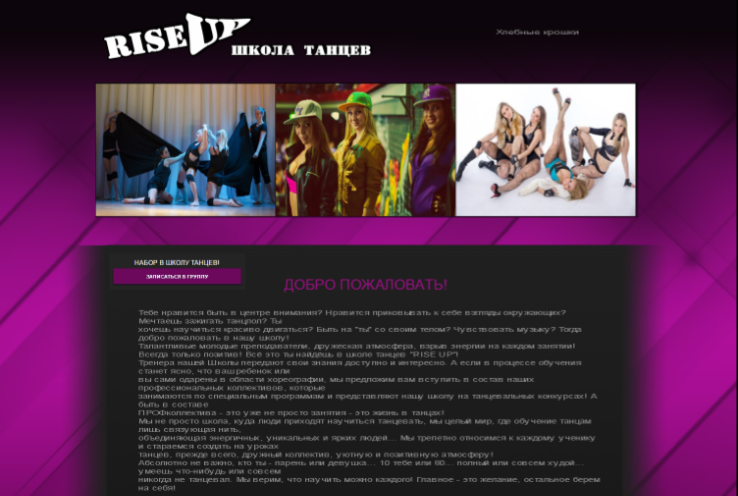 RISE UP
ШКОЛА ТАНЦЕВ
Хлебные крошки
НАБОР В ШКОЛУ ТАНЦЕВ!
ЗАПИСАТЬСЯ В ГРУППУ
ДОБРО ПОЖАЛОВАТЬ!
Тебе нравится быть в центре внимания? Нравится приковывать к себе взгляды окружающих?
Мечтаешь зажигать танцпол? Ты
хочешь научиться красиво двигаться? Быть на "ты" со своим телом? Чувствовать музыку? Тогда
добро пожаловать в нашу школу!
Талантливые молодые преподаватели, дружеская атмосфера, взрыв энергии на каждом занятии!
Всегда только позитив! Всё это ты найдёшь в школе танцев "RISE UP"!
Тренера нашей Школы передают свои знания доступно и интересно. А если в процессе обучения
станет ясно, что ваш ребенок или
вы сами одарены в области хореографии, мы предложим вам вступить в состав наших
профессиональных коллективов, которые
занимаются по специальным программам и представляют нашу школу на танцевальных конкурсах! А
быть в составе
ПРОФколлектива - это уже не просто занятия - это жизнь в танцах!
Мы не просто школа, куда люди приходят научиться танцевать, мы целый мир, где обучение танцам
лишь связующая нить,
объединяющая энергичных, уникальных и ярких людей... Мы трепетно относимся к каждому ученику
и стараемся создать на уроках
танцев, прежде всего, дружный коллектив, уютную и позитивную атмосферу!
Абсолютно не важно, кто ты - парень или девушка... 10 тебе или 80... полный или совсем худой...
умеешь что-нибудь или совсем
никогда не танцевал. Мы верим, что научить можно каждого! Главное - это желание, остальное берем
на себя!